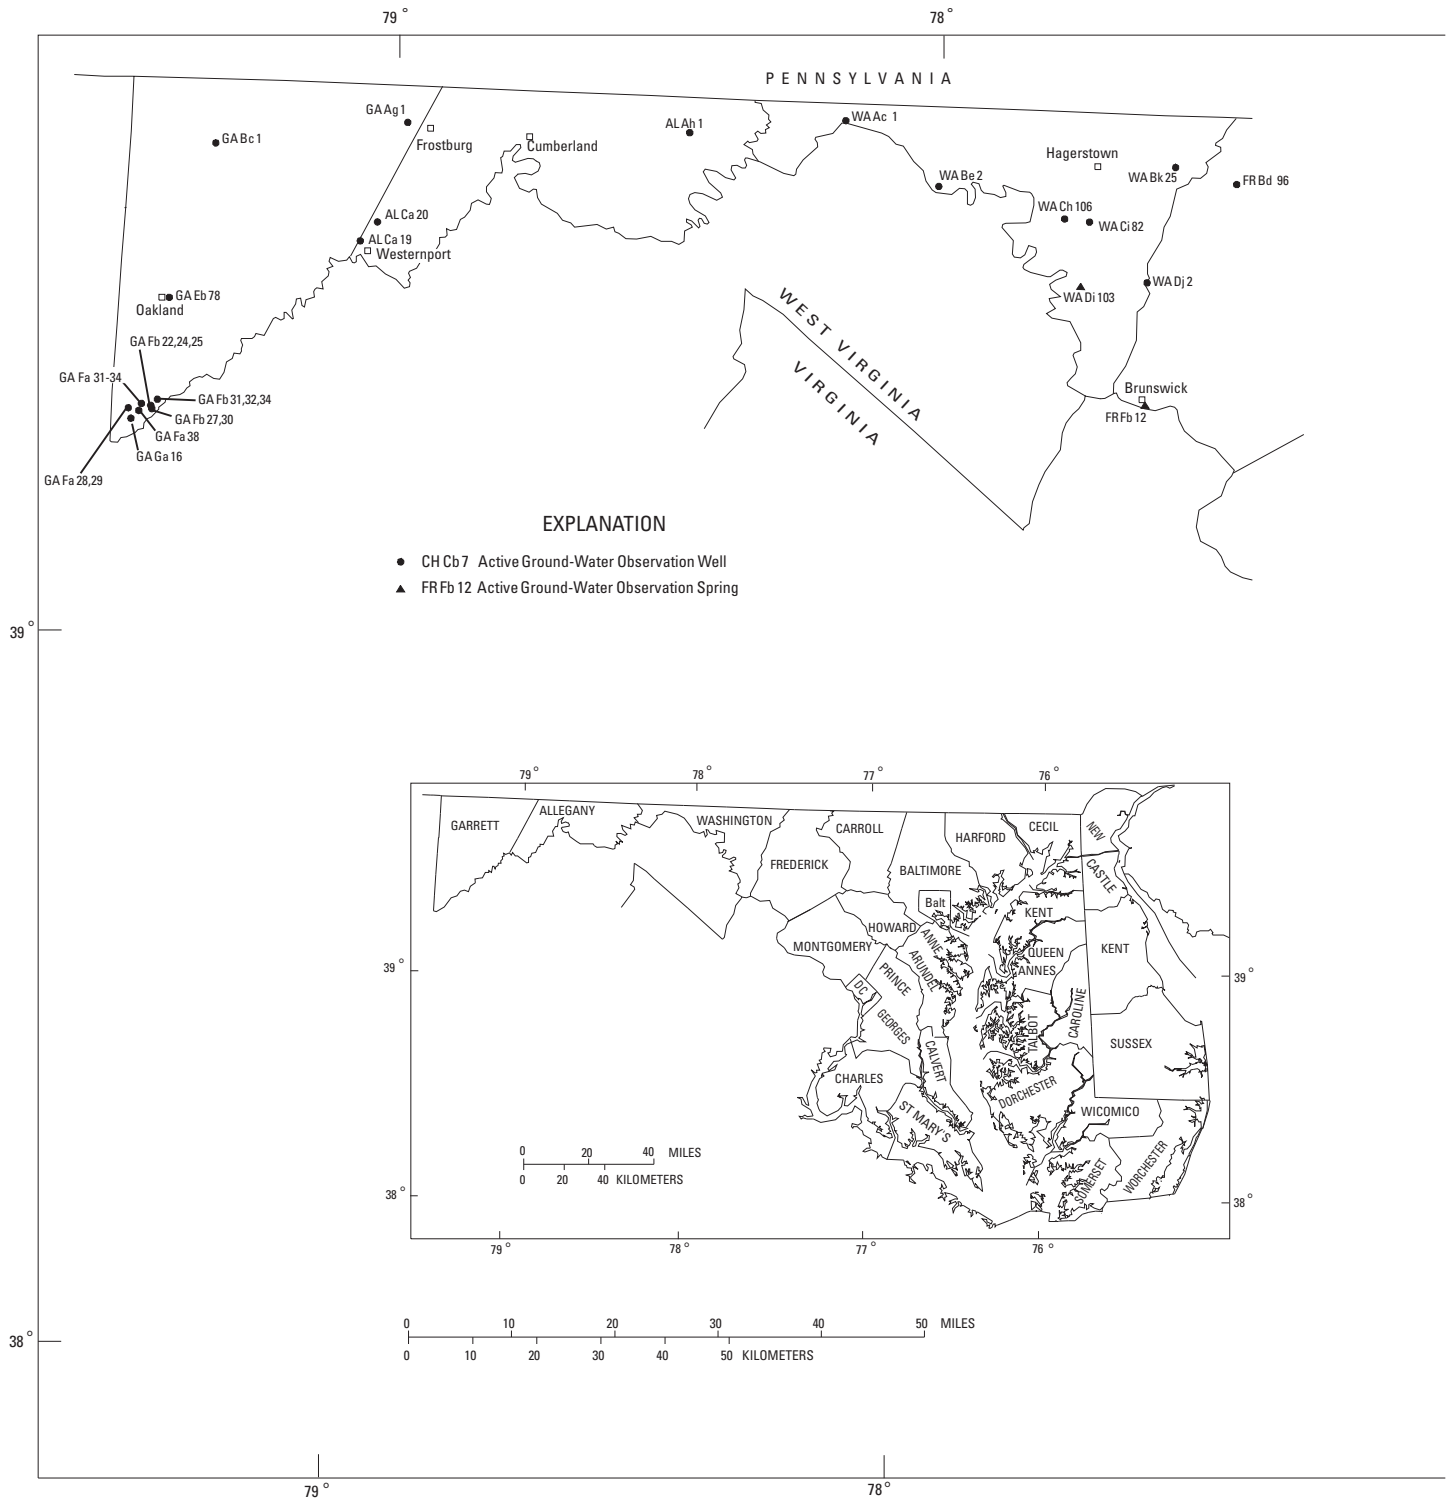 79°
78°
PENNSYLVANIA
GA Ag 1
GA Bc 1
Frostburg
Cumberland
AL Ah 1
WA Ac 1
Hagerstown
WA Be 2
WA Bk 25
FR Bd 96
AL Ca 20
WA Ch 106
WA Ci 82
AL Ca 19
Westernport
GA Eb 78
Oakland
WA Dj 2
WA Di 103
WEST VIRGINIA
VIRGINIA
GA Fb 22,24,25
GA Fa 31-34
GA Fb 31,32,34
GA Fb 27,30
GA Fa 38
GA Ga 16
GA Fa 28,29
Brunswick
FR Fb 12
EXPLANATION
CH Cb 7 Active Ground-Water Observation Well
FR Fb 12 Active Ground-Water Observation Spring
39°
79°
78°
77°
76°
GARRETT
ALLEGANY
WASHINGTON
FREDERICK
CARROLL
BALTIMORE
HARFORD
CECIL
NEW
CASTLE
Balt
KENT
HOWARD
MONTGOMERY
ANNE
ARUNDEL
QUEEN
ANNES
KENT
39°
39°
PRINCE
GEORGES
DC
CAROLINE
TALBOT
SUSSEX
CALVERT
CHARLES
DORCHESTER
ST MARY'S
WICOMICO
SOMERSET
WORCHESTER
0 20 40 MILES
0 20 40 KILOMETERS
38°
38°
79°
78°
77°
76°
0 10 20 30 40 50 MILES
0 10 20 30 40 50 KILOMETERS
38°
79°
78°